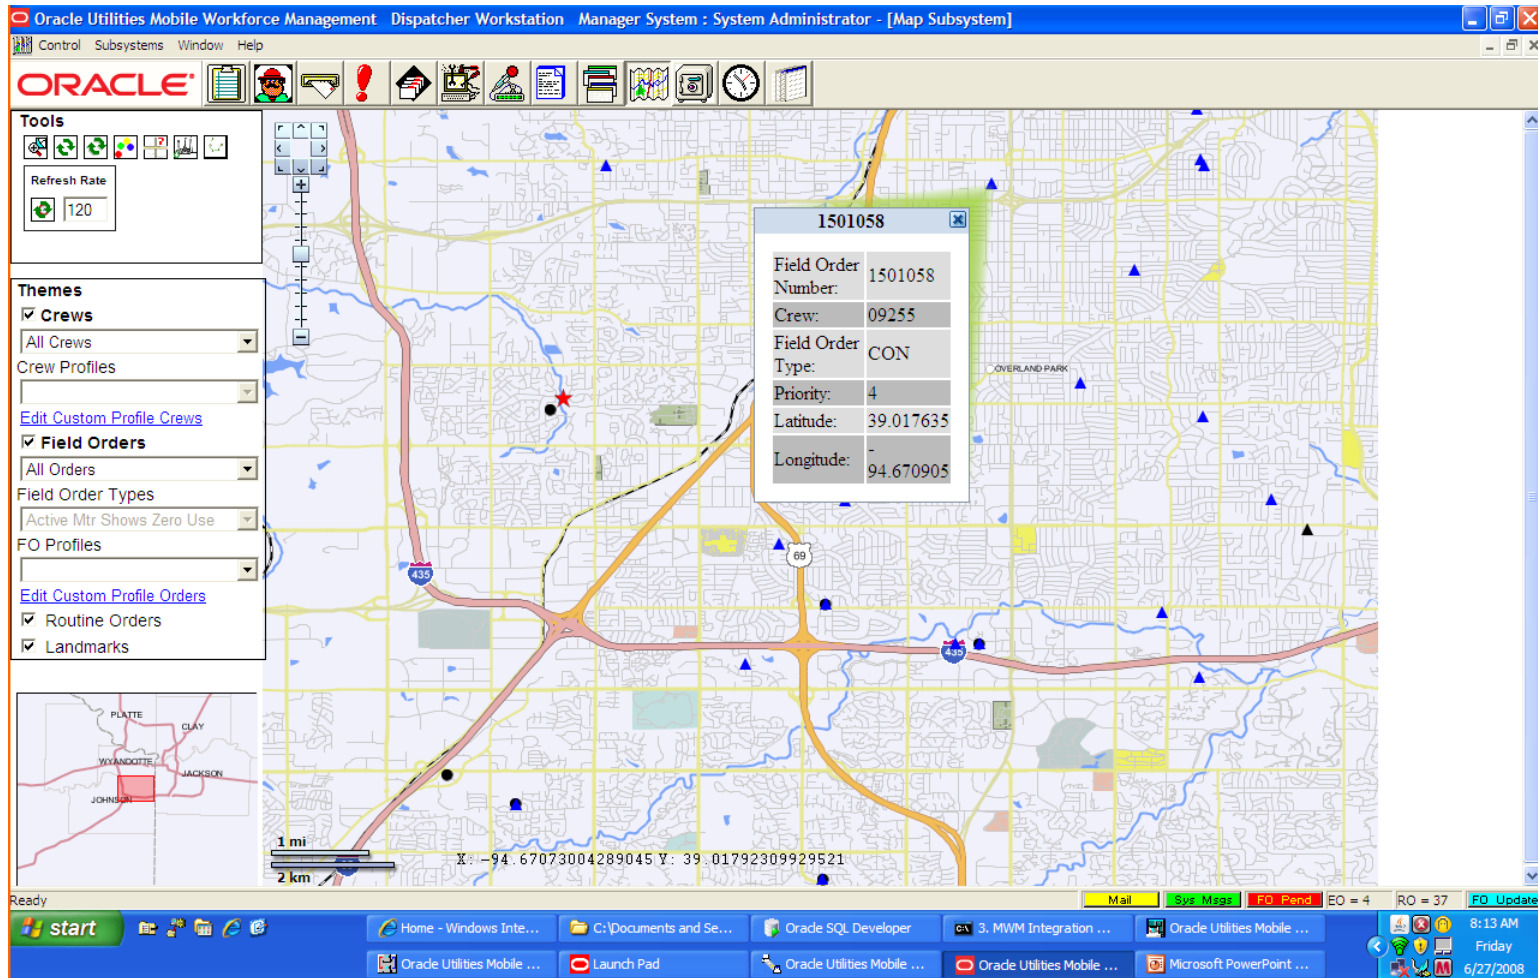 Oracle Utilities Mobile Workforce Management Dispatcher Workstation Manager System : System Administrator - [Map Subsystem]
Control Subsystems Window Help
ORACLE
Tools
Refresh Rate
120
Themes
Crews
All Crews
Crew Profiles
Edit Custom Profile Crews
Field Orders
All Orders
Field Order Types
Active Mtr Shows Zero Use
FO Profiles
Edit Custom Profile Orders
Routine Orders
Landmarks
PLATTE
CLAY
WYANDOTTE
JACKSON
JOHNSON
1501058
Field Order Number: 1501058
Crew: 09255
Field Order Type: CON
Priority: 4
Latitude: 39.017635
Longitude: -94.670905
OVERLAND PARK
69
435
435
1 mi
2 km
X: -94.67073004289045 Y: 39.01792309929521
Ready
Mail Sys Msgs FO Pend EO = 4 RO = 37 FO Update
start
Home - Windows Inte...
C:\Documents and Se...
Oracle SQL Developer
3. MWM Integration ...
Oracle Utilities Mobile ...
Oracle Utilities Mobile ...
Launch Pad
Oracle Utilities Mobile ...
Oracle Utilities Mobile ...
Microsoft PowerPoint ...
8:13 AM
Friday
6/27/2008